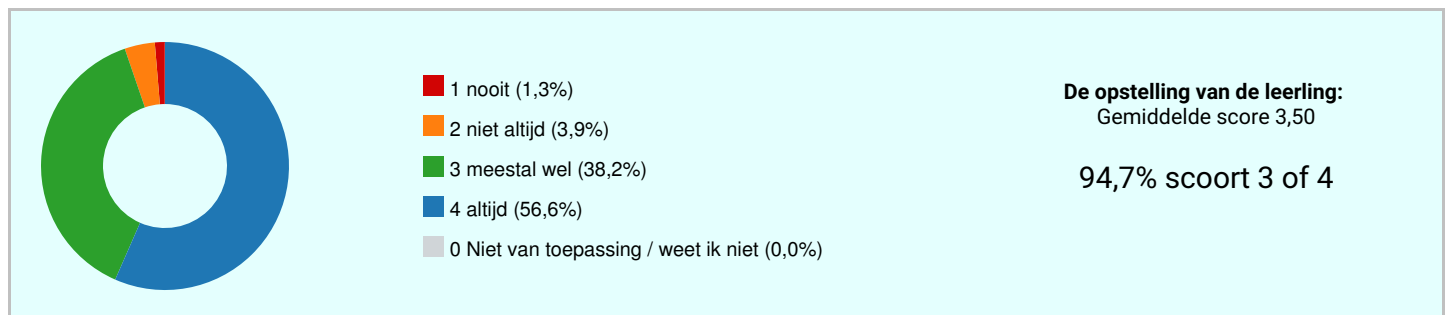 1 nooit (1,3%)
2 niet altijd (3,9%)
3 meestal wel (38,2%)
4 altijd (56,6%)
0 Niet van toepassing / weet ik niet (0,0%)
De opstelling van de leerling:
Gemiddelde score 3,50
94,7% scoort 3 of 4